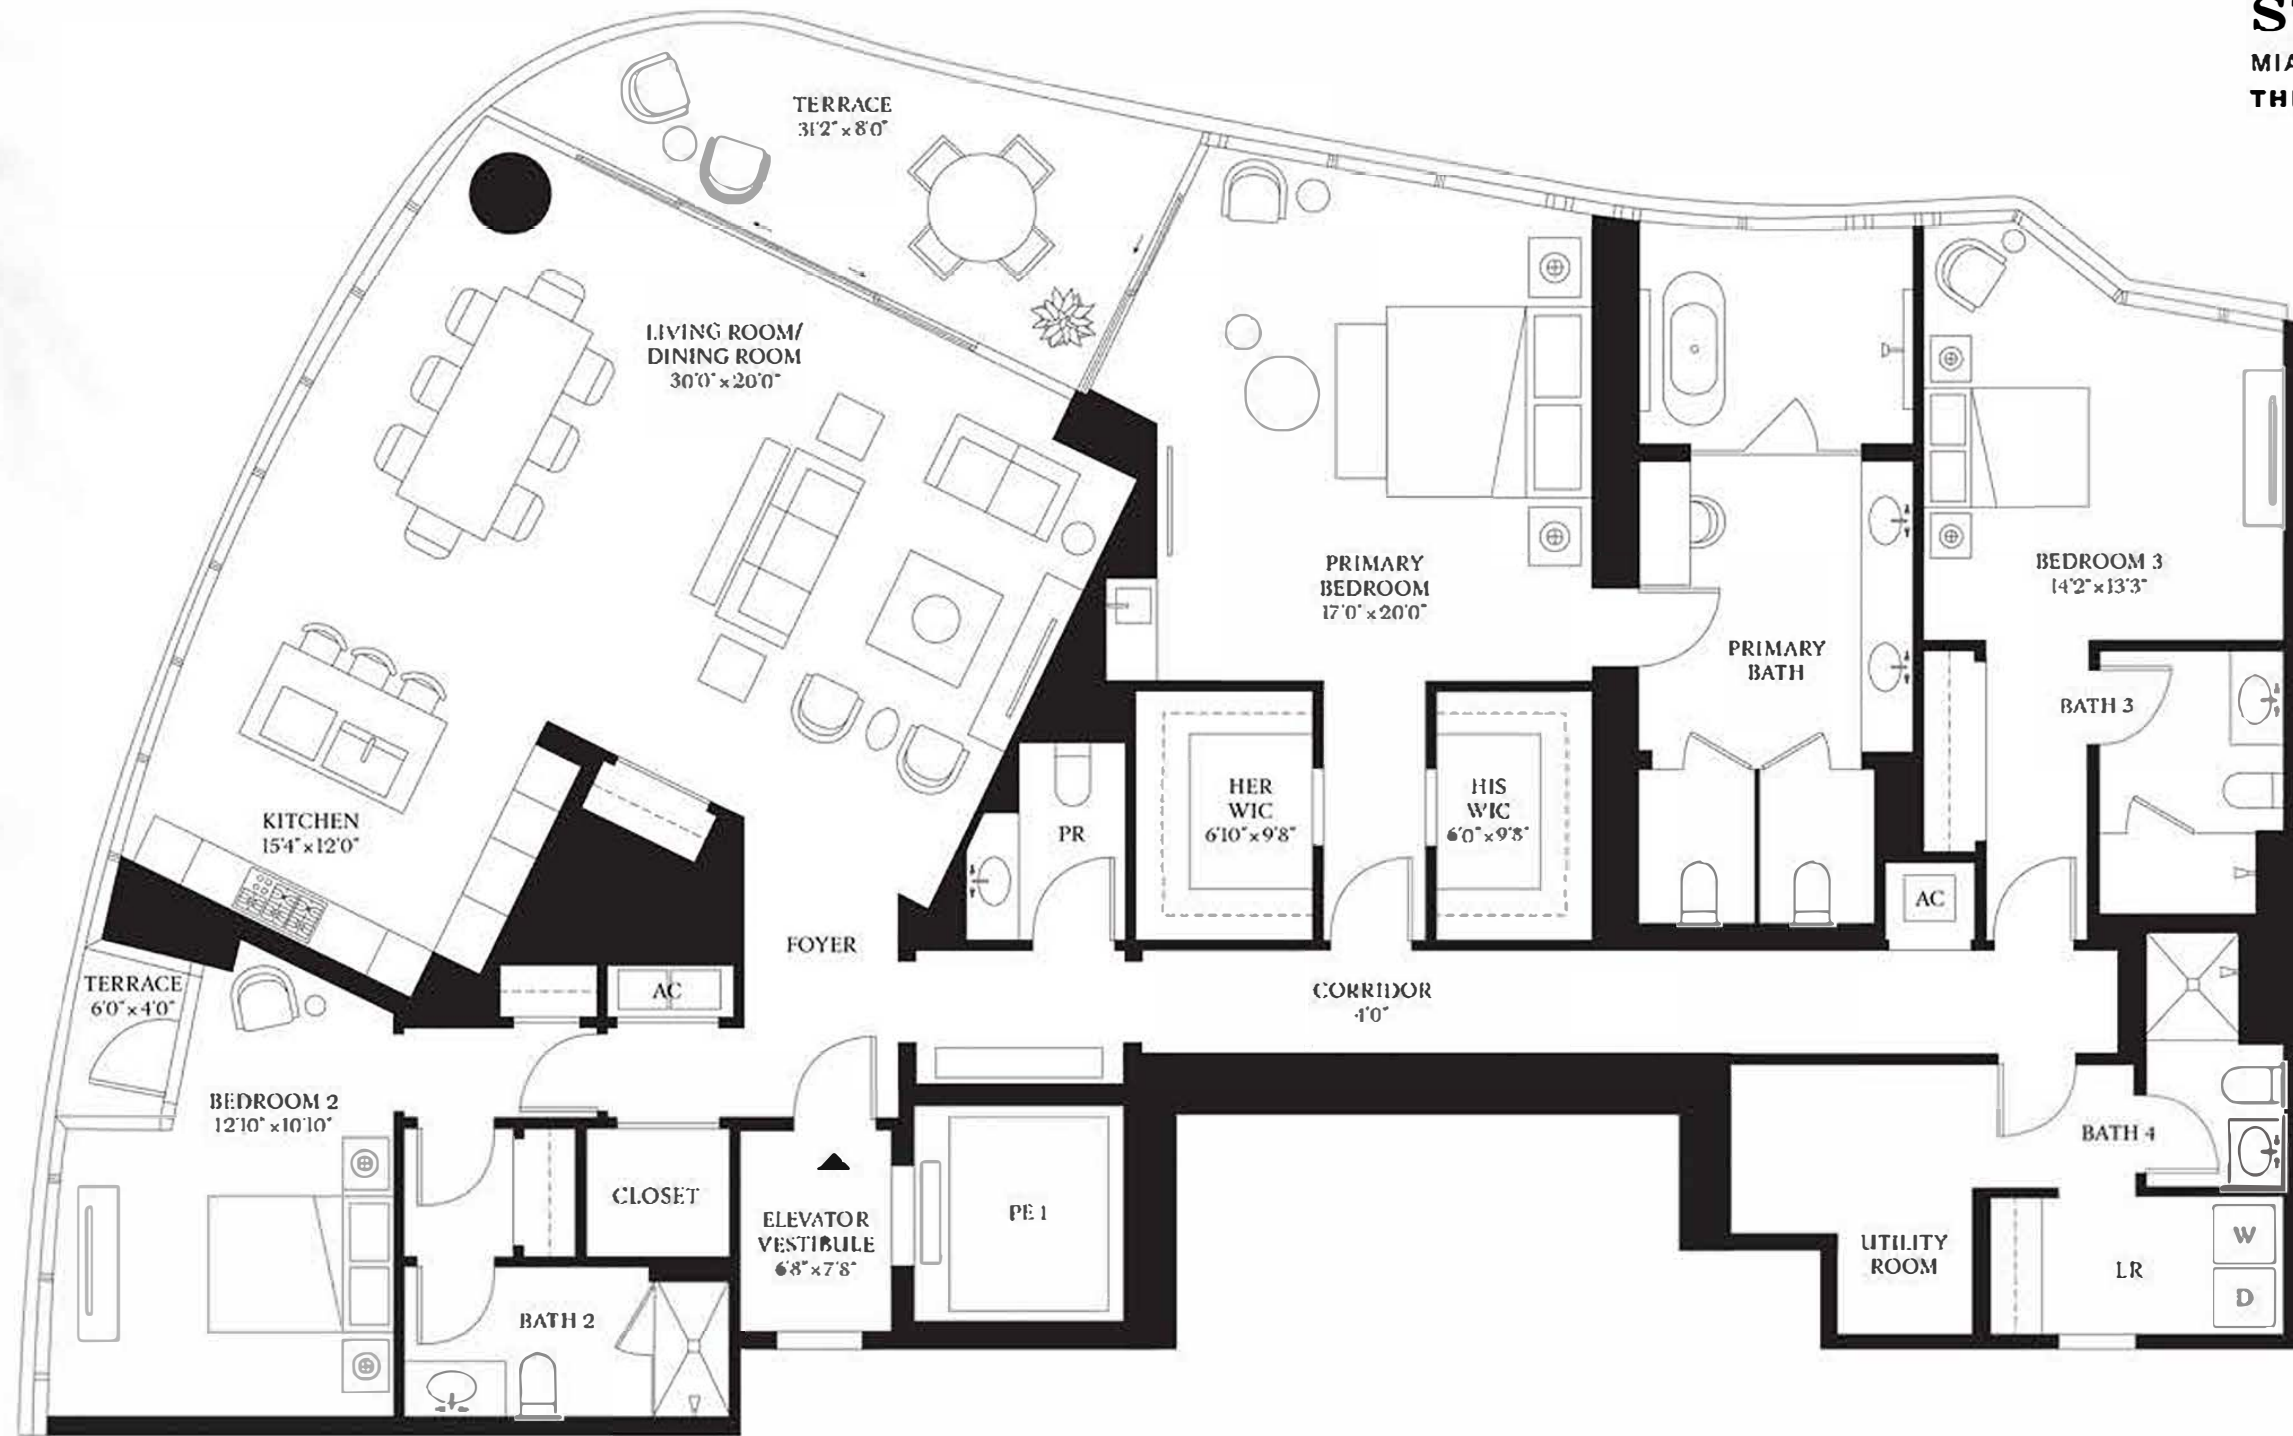 MIA
TERRACE
31'2" x 8'0"
LIVING ROOM/
DINING ROOM
30'0" x 20'0"
PRIMARY
BEDROOM
17'0" x 20'0"
BEDROOM 3
14'2" x 13'3"
PRIMARY
BATH
BATH 3
HER
WIC
6'10" x 9'8"
HIS
WIC
6'0" x 9'8"
PR
KITCHEN
15'4" x 12'0"
AC
FOYER
TERRACE
6'0" x 4'0"
AC
CORRIDOR
4'0"
BEDROOM 2
12'10" x 10'10"
BATH 4
CLOSET
PE 1
ELEVATOR
VESTIBULE
6'8" x 7'8"
UTILITY
ROOM
W
LR
D
BATH 2